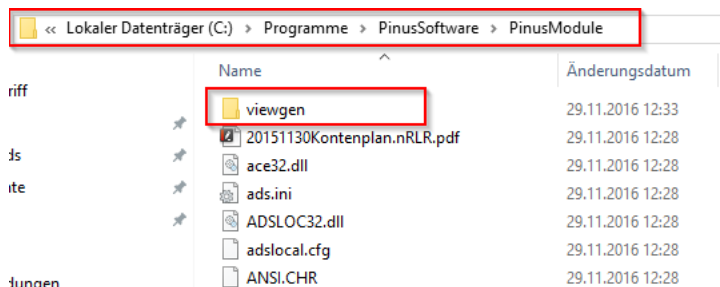 « Lokaler Datenträger (C:) > Programme > PinusSoftware > PinusModule
Name Änderungsdatum
riff
viewgen 29.11.2016 12:33
20151130Kontenplan.nRLR.pdf 29.11.2016 12:28
ds ace32.dll 29.11.2016 12:28
ite ads.ini 29.11.2016 12:28
ADSLOC32.dll 29.11.2016 12:28
adslocal.cfg 29.11.2016 12:28
dungen ANSI.CHR 29.11.2016 12:28